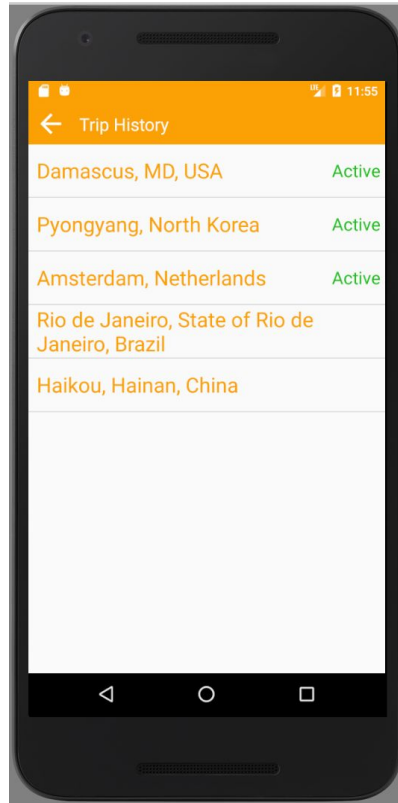 LTE 11:55
Trip History
Damascus, MD, USA Active
Pyongyang, North Korea Active
Amsterdam, Netherlands Active
Rio de Janeiro, State of Rio de
Janeiro, Brazil
Haikou, Hainan, China